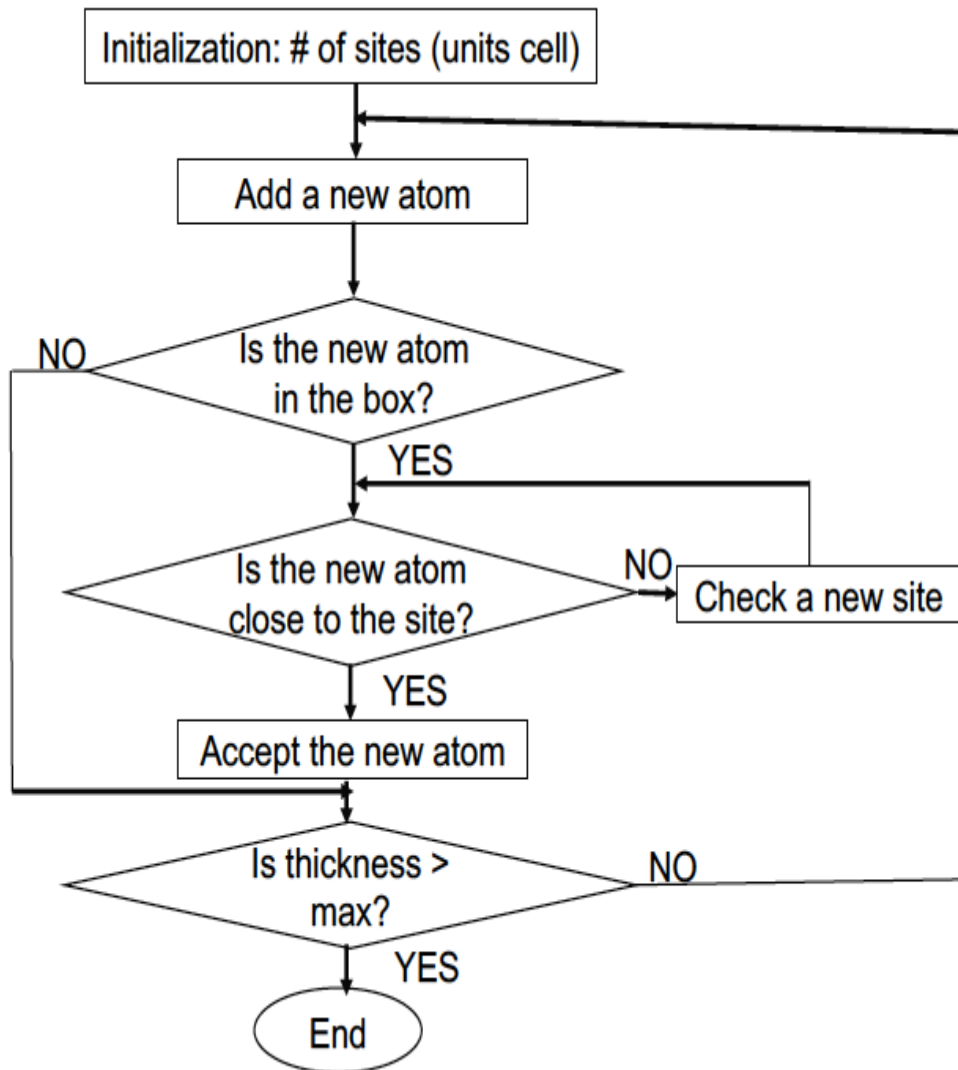 Initialization: # of sites (units cell)
Add a new atom
Is the new atom
in the box?
NO
YES
Is the new atom
close to the site?
NO
Check a new site
YES
Accept the new atom
Is thickness >
max?
NO
YES
End